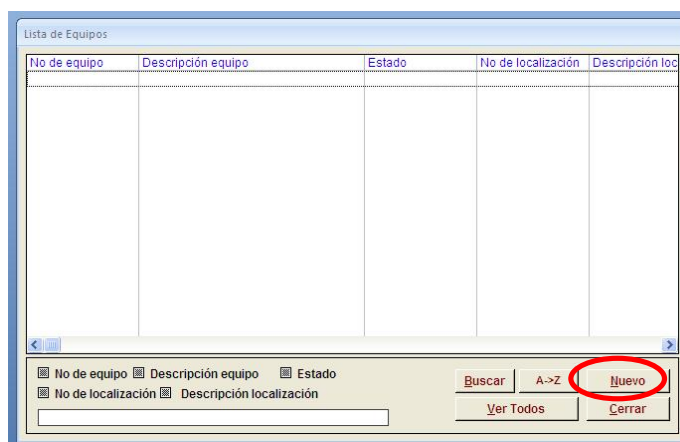 Lista de Equipos
No de equipo Descripción equipo Estado No de localización Descripción loc
No de equipo Descripción equipo Estado
No de localización Descripción localización
Buscar A->Z Nuevo
Ver Todos Cerrar